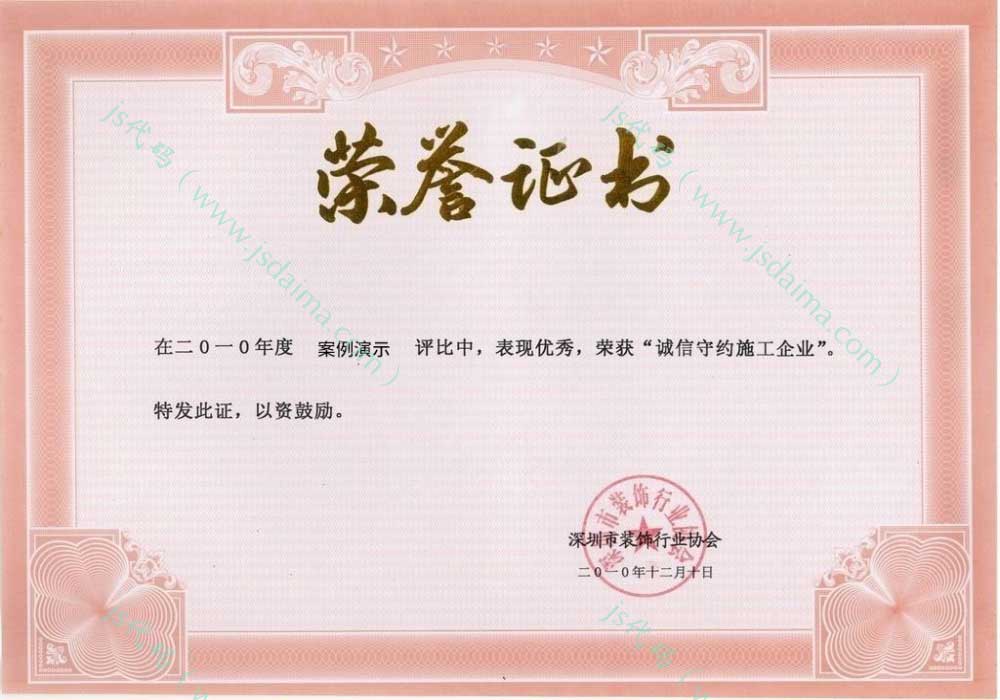 荣誉证书
在二0一0年度 案例演示 评比中，表现优秀，荣获“诚信守约施工企业”。
特发此证，以资鼓励。
深圳市装饰行业协会
深圳市装饰行业协会
二0一0年十二月十日
js代码（www.jsdaima.com）
js代码（www.jsdaima.com）
js代码（
js代码（